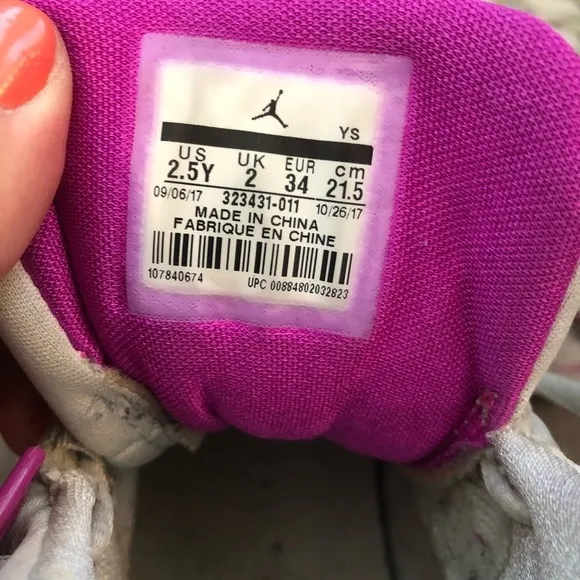 YS
US UK EUR cm
2.5Y 2 34 21.5
09/06/17 323431-011 10/26/17
MADE IN CHINA
FABRIQUE EN CHINE
107840674 UPC 00884802032823